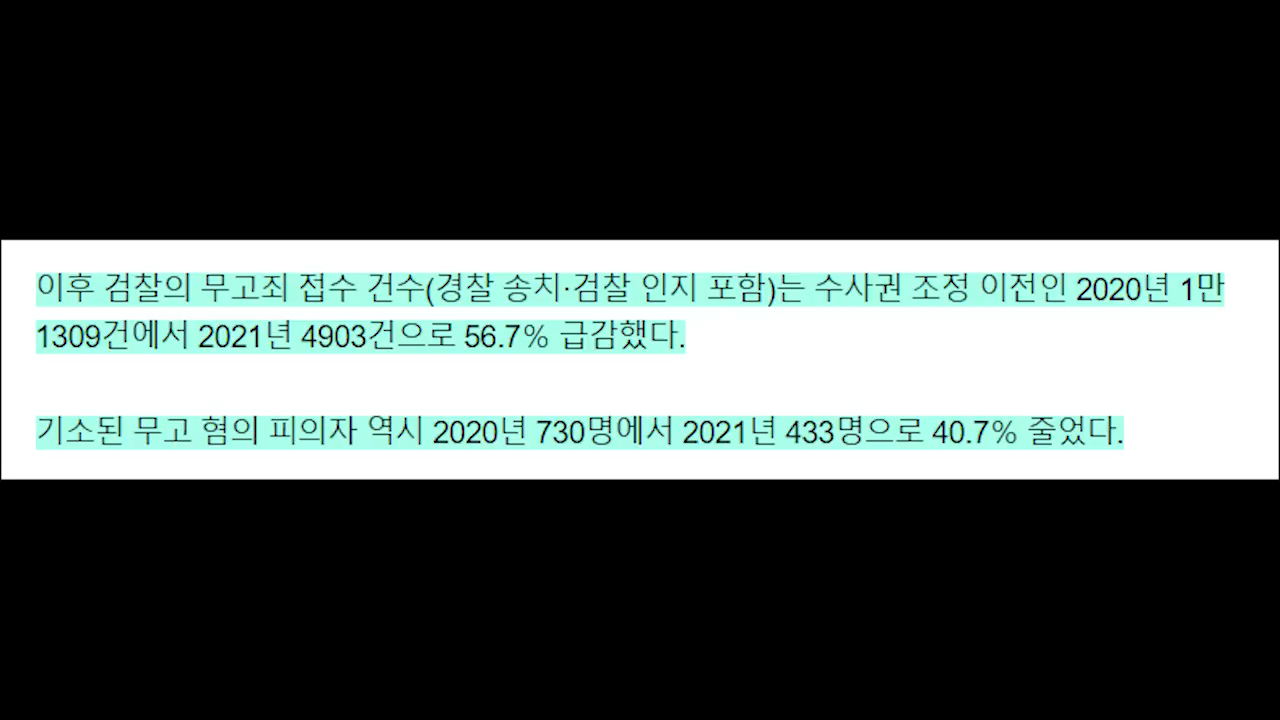 이후 검찰의 무고죄 접수 건수(경찰 송치·검찰 인지 포함)는 수사권 조정 이전인 2020년 1만
1309건에서 2021년 4903건으로 56.7% 급감했다.
기소된 무고 혐의 피의자 역시 2020년 730명에서 2021년 433명으로 40.7% 줄었다.